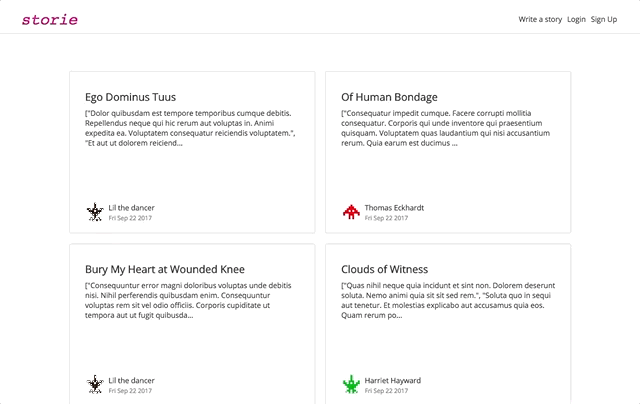 storie
Write a story Login Sign Up
Ego Dominus Tuus
["Dolor quibusdam est tempore temporibus cumque debitis.
Repellendus neque qui hic rerum aut voluptas in. Animi
expedita ea. Voluptatem consequatur reiciendis voluptatem.",
"Et aut ut dolorem reiciend...
Lil the dancer
Fri Sep 22 2017
Of Human Bondage
["Consequatur impedit cumque. Facere corrupti mollitia
consequatur. Corporis qui unde inventore qui praesentium
quisquam. Voluptatem quas laudantium qui nisi accusantium
rerum. Quia earum est ducimus ...
Thomas Eckhardt
Fri Sep 22 2017
Bury My Heart at Wounded Knee
["Consequuntur error magni doloribus voluptas unde debitis
nisi. Nihil perferendis quibusdam enim. Consequuntur
voluptas rem sit vel odio officiis. Corporis cupiditate ut
tempora aut ut fugit quibusda...
Lil the dancer
Fri Sep 22 2017
Clouds of Witness
["Quas nihil neque quia incidunt et sint non. Dolorem deserunt
soluta. Nemo animi quia sit sit sed rem.", "Soluta quo in sequi
aut tenetur. Et molestias explicabo aut accusamus quia eos.
Quam rerum po...
Harriet Hayward
Fri Sep 22 2017